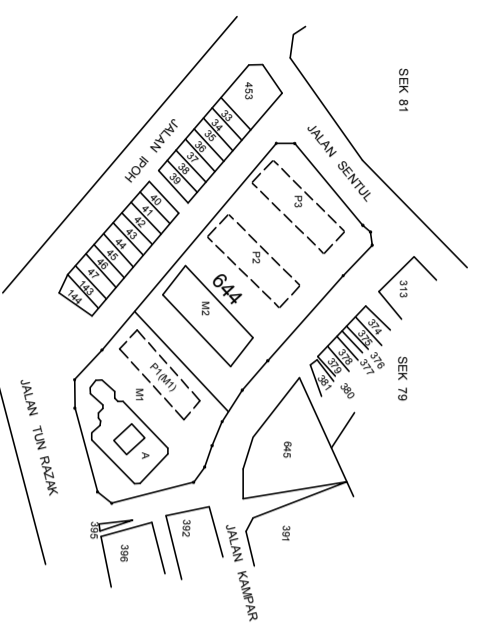 SEK 81
JALAN SENTUL
JALAN IPOH
453
33
34
35
36
37
38
39
40
41
42
43
44
45
46
47
143
144
P3
P2
644
M2
P1(M1)
M1
A
313
374
375
376
377
378
379
380
381
SEK 79
645
391
392
395
396
JALAN KAMPAR
JALAN TUN RAZAK